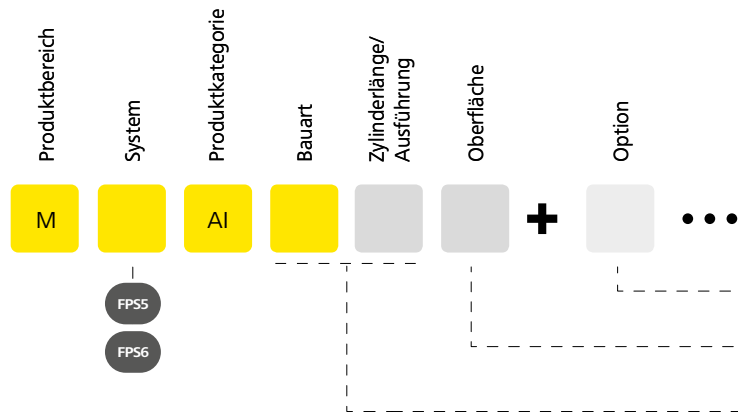 Produktbereich
System
Produktkategorie
Bauart
Zylinderlänge/
Ausführung
Oberfläche
Option
M
AI
+
...
FPS5
FPS6